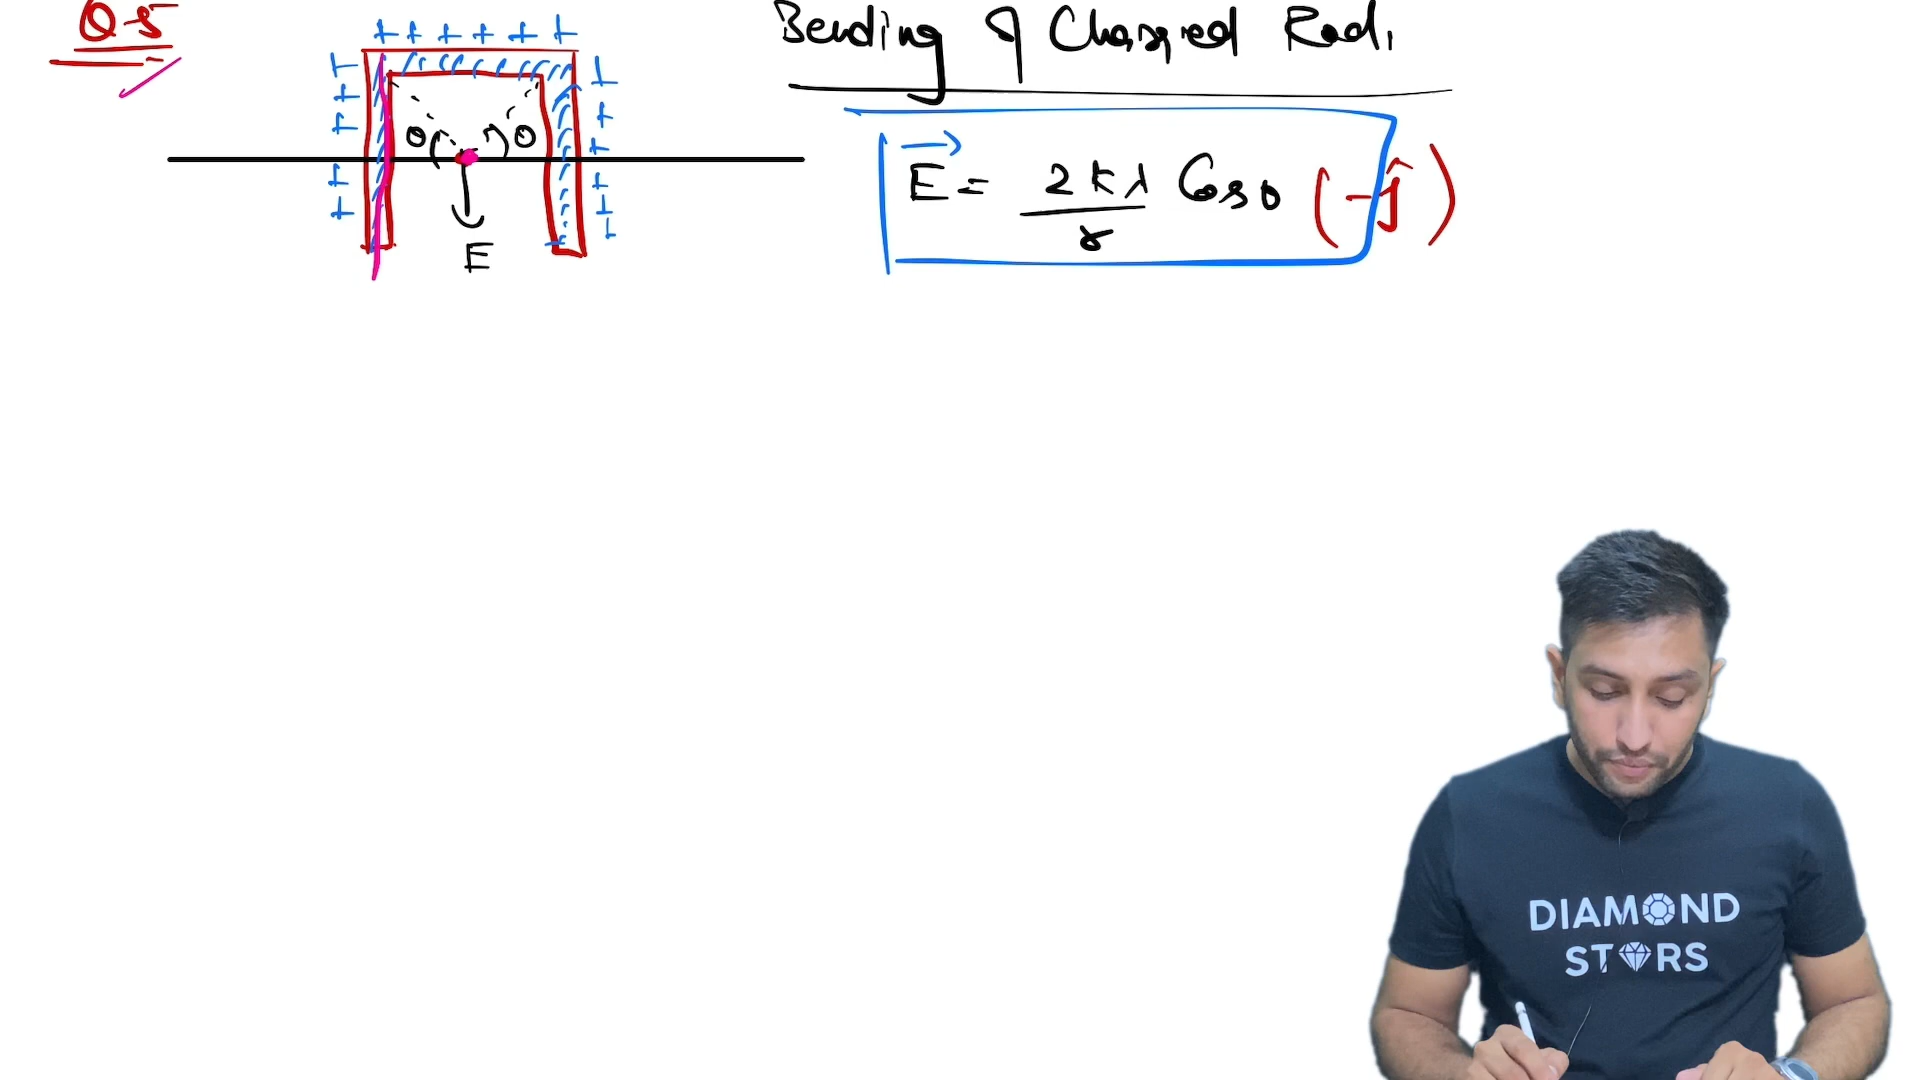 Q.5
+ + + + + +
Bending of Charged Rod.
θ θ
E
E = 2kλ/r Cosθ (-ĵ)
DIAMOND
STARS